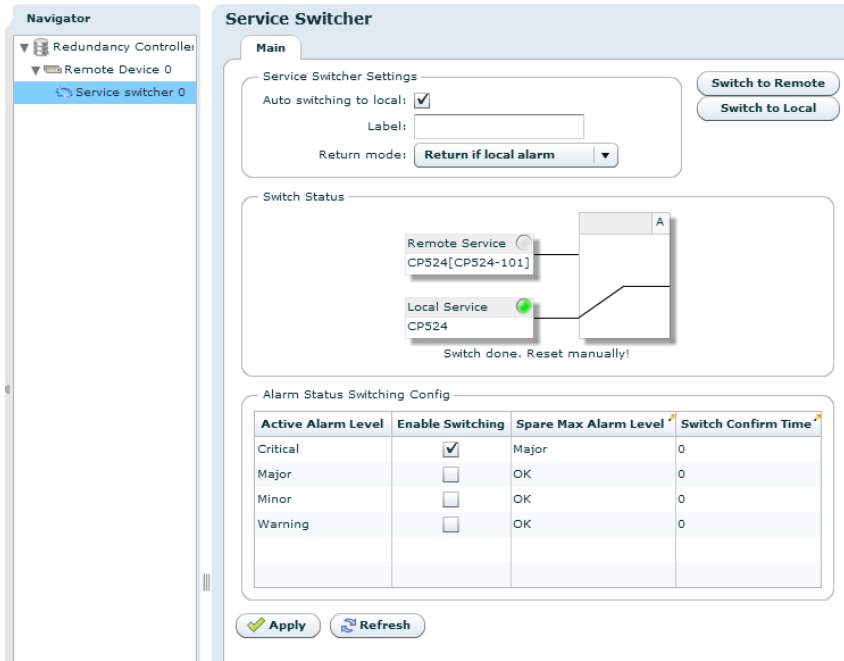 Navigator
Redundancy Controller
Remote Device 0
Service switcher 0
Service Switcher
Main
Service Switcher Settings
Auto switching to local:
Label:
Return mode: Return if local alarm
Switch to Remote
Switch to Local
Switch Status
A
Remote Service
CP524[CP524-101]
Local Service
CP524
Switch done. Reset manually!
Alarm Status Switching Config
Active Alarm Level Enable Switching Spare Max Alarm Level Switch Confirm Time
Critical Major 0
Major OK 0
Minor OK 0
Warning OK 0
Apply Refresh